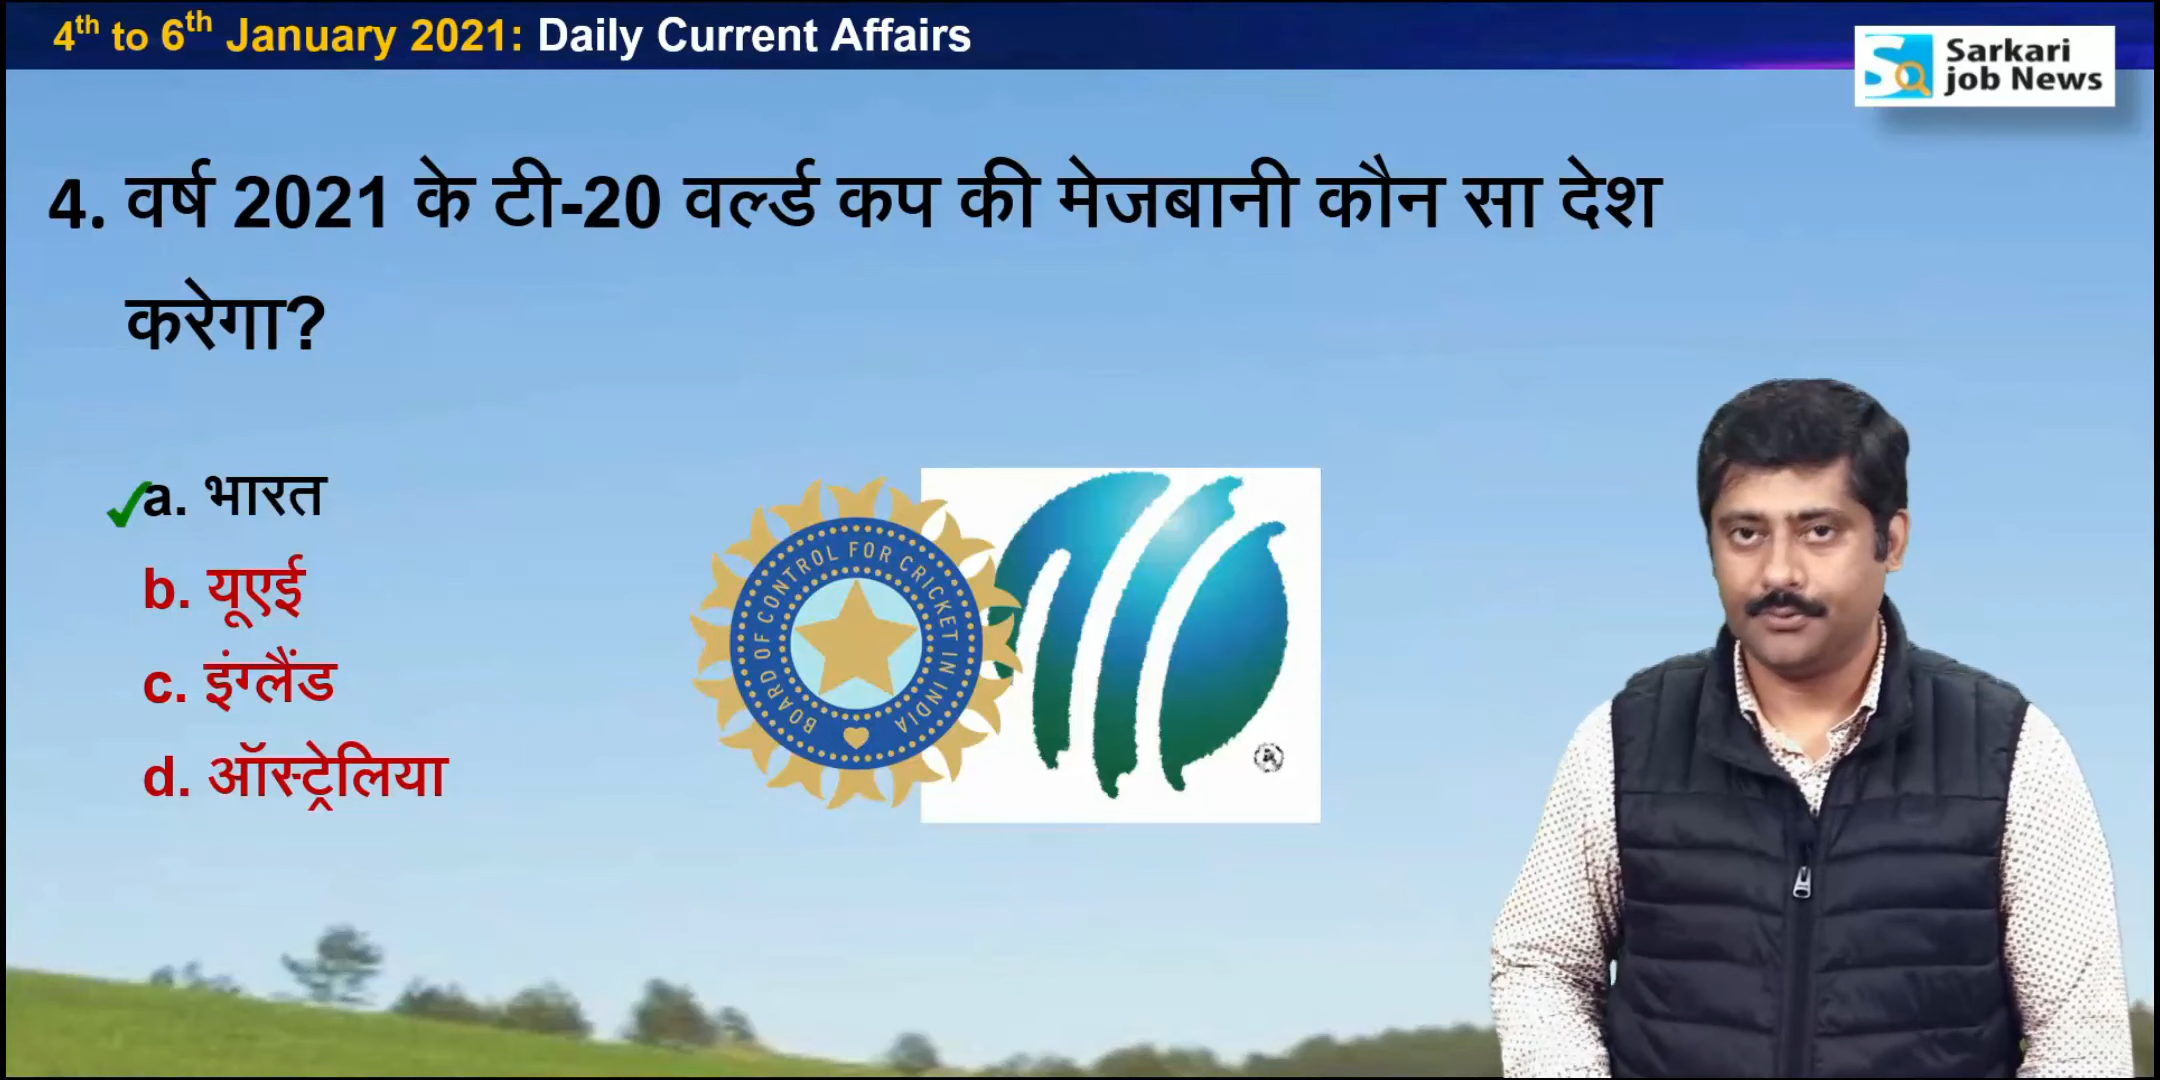 4th to 6th January 2021: Daily Current Affairs
Sarkari
job News
4. वर्ष 2021 के टी-20 वर्ल्ड कप की मेजबानी कौन सा देश
करेगा?
a. भारत
b. यूएई
c. इंग्लैंड
d. ऑस्ट्रेलिया
BOARD OF CONTROL FOR CRICKET IN INDIA